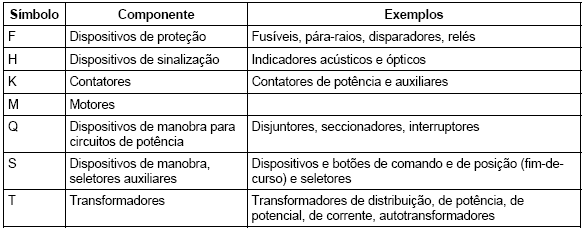 Símbolo Componente Exemplos
F Dispositivos de proteção Fusíveis, pára-raios, disparadores, relés
H Dispositivos de sinalização Indicadores acústicos e ópticos
K Contatores Contatores de potência e auxiliares
M Motores
Q Dispositivos de manobra para Disjuntores, seccionadores, interruptores
circuitos de potência
S Dispositivos de manobra, Dispositivos e botões de comando e de posição (fim-de-
seletores auxiliares curso) e seletores
T Transformadores Transformadores de distribuição, de potência, de
potencial, de corrente, autotransformadores